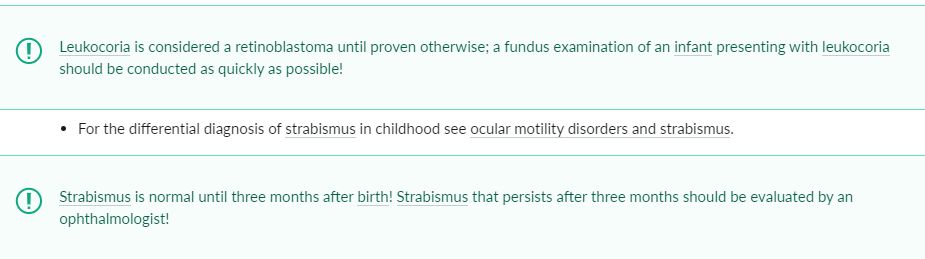 Leukocoria is considered a retinoblastoma until proven otherwise; a fundus examination of an infant presenting with leukocoria
should be conducted as quickly as possible!
• For the differential diagnosis of strabismus in childhood see ocular motility disorders and strabismus.
Strabismus is normal until three months after birth! Strabismus that persists after three months should be evaluated by an
ophthalmologist!